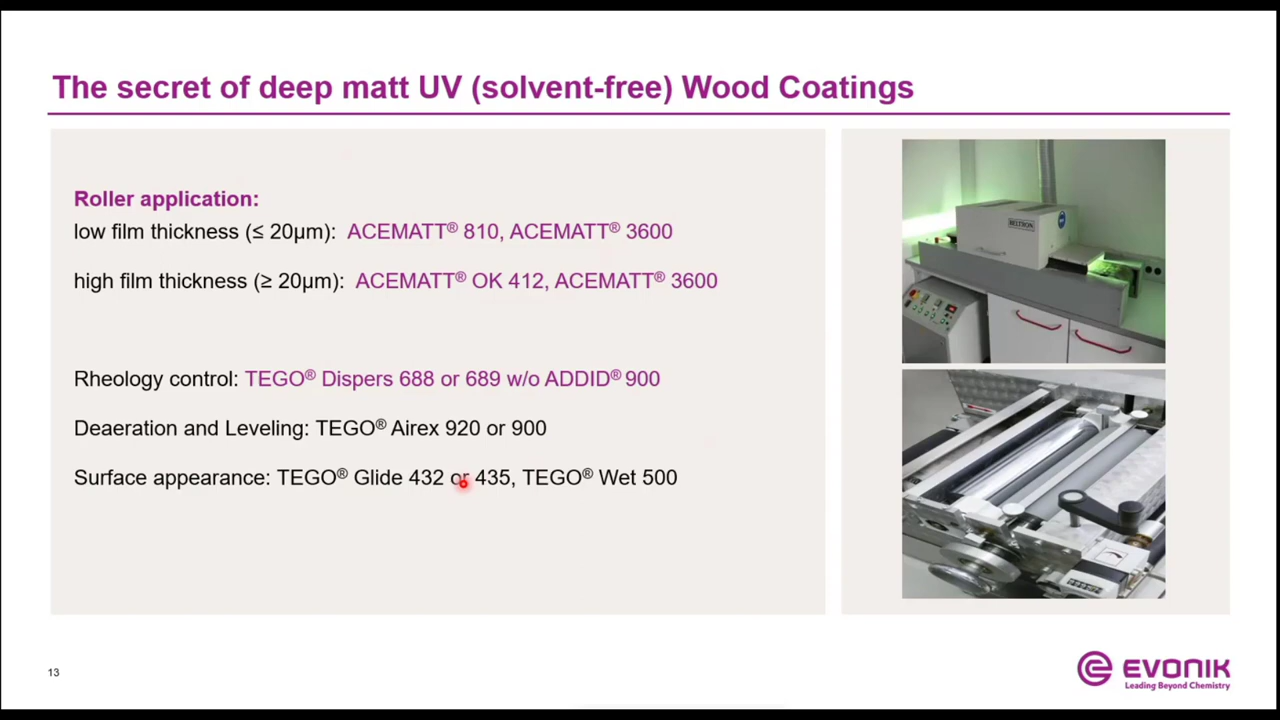 The secret of deep matt UV (solvent-free) Wood Coatings
Roller application:
low film thickness (≤ 20µm): ACEMATT® 810, ACEMATT® 3600
high film thickness (≥ 20µm): ACEMATT® OK 412, ACEMATT® 3600
Rheology control: TEGO® Dispers 688 or 689 w/o ADDID® 900
Deaeration and Leveling: TEGO® Airex 920 or 900
Surface appearance: TEGO® Glide 432 or 435, TEGO® Wet 500
BELTRON
13
EVONIK
Leading Beyond Chemistry